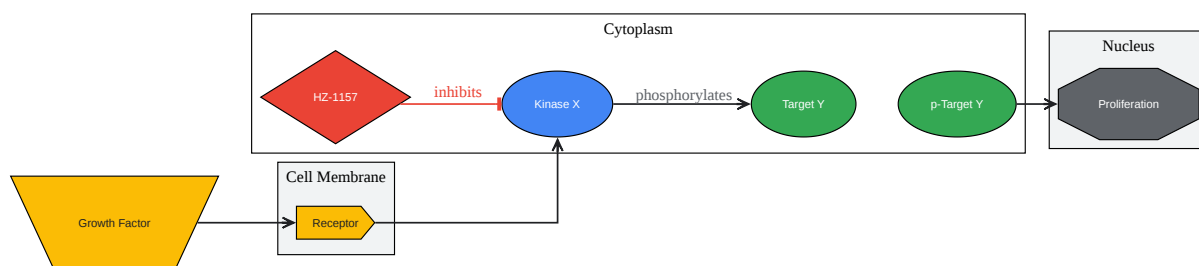 Cytoplasm
Nucleus
HZ-1157
inhibits
Kinase X
phosphorylates
Target Y
p-Target Y
Proliferation
Cell Membrane
Growth Factor
Receptor